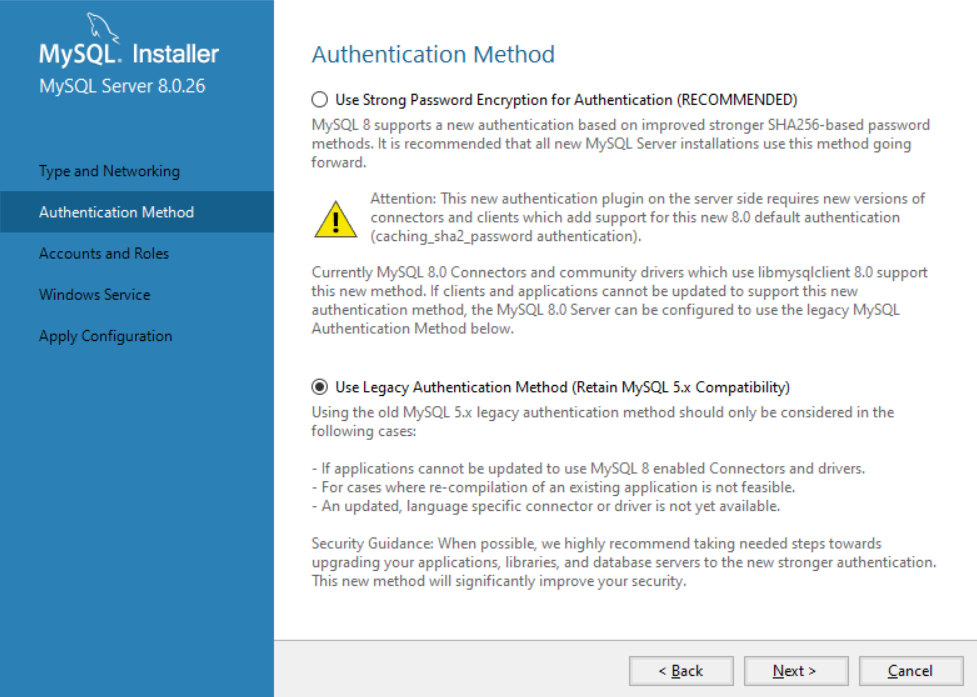 MySQL. Installer
MySQL Server 8.0.26
Type and Networking
Authentication Method
Accounts and Roles
Windows Service
Apply Configuration
Authentication Method
Use Strong Password Encryption for Authentication (RECOMMENDED)
MySQL 8 supports a new authentication based on improved stronger SHA256-based password
methods. It is recommended that all new MySQL Server installations use this method going
forward.
Attention: This new authentication plugin on the server side requires new versions of
connectors and clients which add support for this new 8.0 default authentication
(caching_sha2_password authentication).
Currently MySQL 8.0 Connectors and community drivers which use libmysqlclient 8.0 support
this new method. If clients and applications cannot be updated to support this new
authentication method, the MySQL 8.0 Server can be configured to use the legacy MySQL
Authentication Method below.
Use Legacy Authentication Method (Retain MySQL 5.x Compatibility)
Using the old MySQL 5.x legacy authentication method should only be considered in the
following cases:
- If applications cannot be updated to use MySQL 8 enabled Connectors and drivers.
- For cases where re-compilation of an existing application is not feasible.
- An updated, language specific connector or driver is not yet available.
Security Guidance: When possible, we highly recommend taking needed steps towards
upgrading your applications, libraries, and database servers to the new stronger authentication.
This new method will significantly improve your security.
< Back
Next >
Cancel